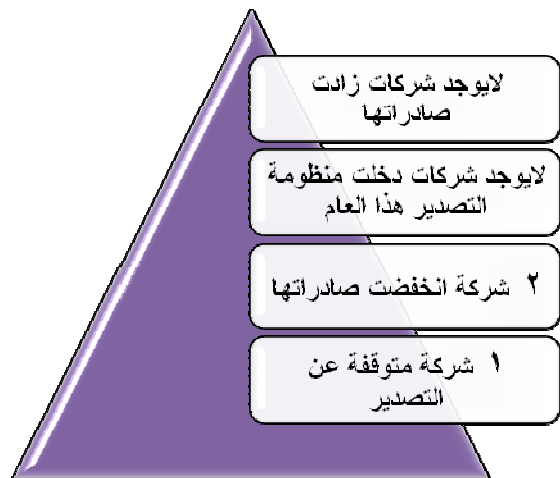 لايوجد شركات زادت
صادراتها
لايوجد شركات دخلت منظومة
التصدير هذا العام
٢ شركة انخفضت صادراتها
١ شركة متوقفة عن
التصدير